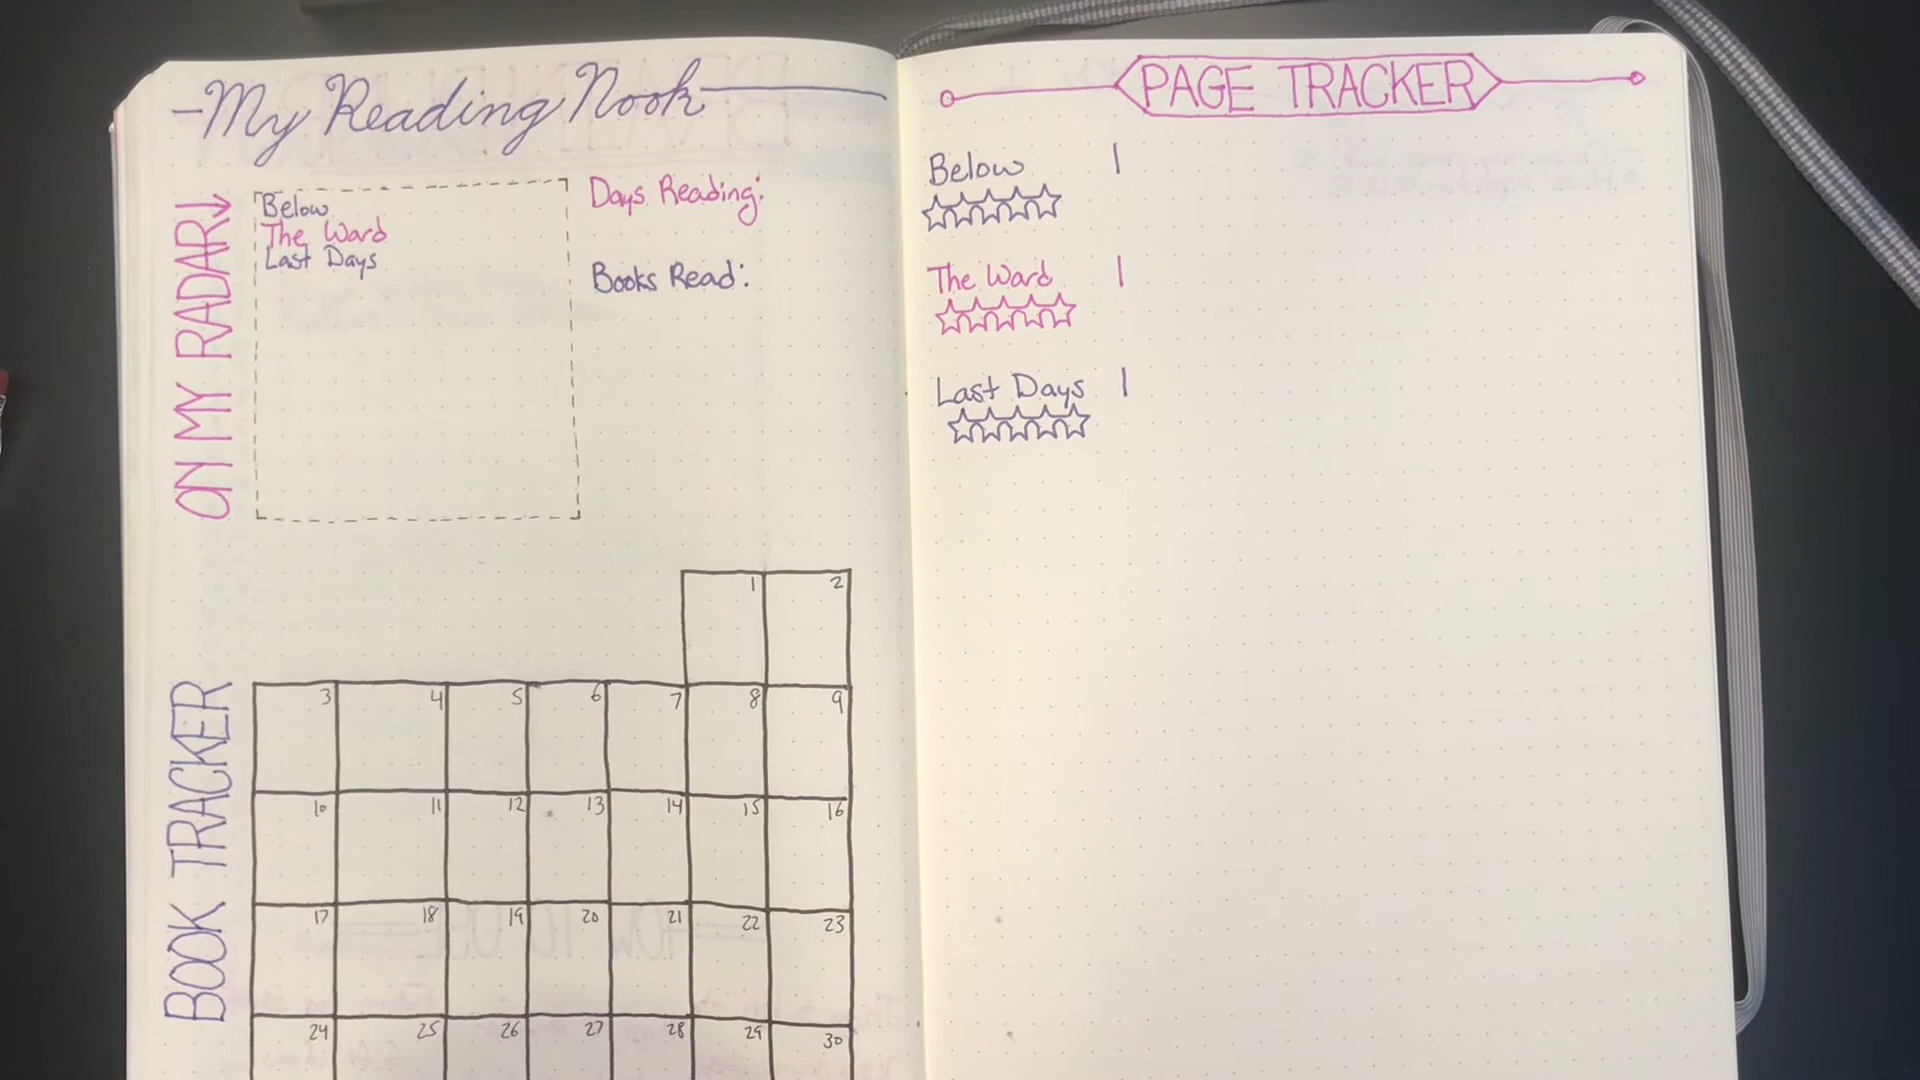 My Reading Nook
ON MY RADAR
Below
The Ward
Last Days
Days Reading:
Books Read:
BOOK TRACKER
1 2
3 4 5 6 7 8 9
10 11 12 13 14 15 16
17 18 19 20 21 22 23
24 25 26 27 28 29 30
PAGE TRACKER
Below 1
The Ward 1
Last Days 1